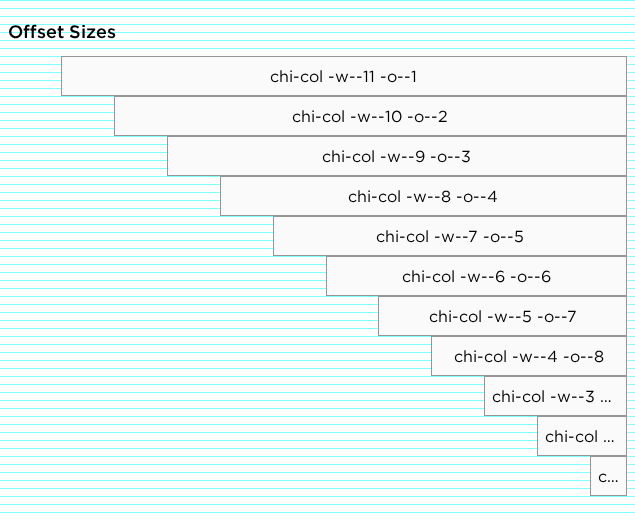 Offset Sizes
chi-col -w--11 -o--1
chi-col -w--10 -o--2
chi-col -w--9 -o--3
chi-col -w--8 -o--4
chi-col -w--7 -o--5
chi-col -w--6 -o--6
chi-col -w--5 -o--7
chi-col -w--4 -o--8
chi-col -w--3 ...
chi-col ...
c...